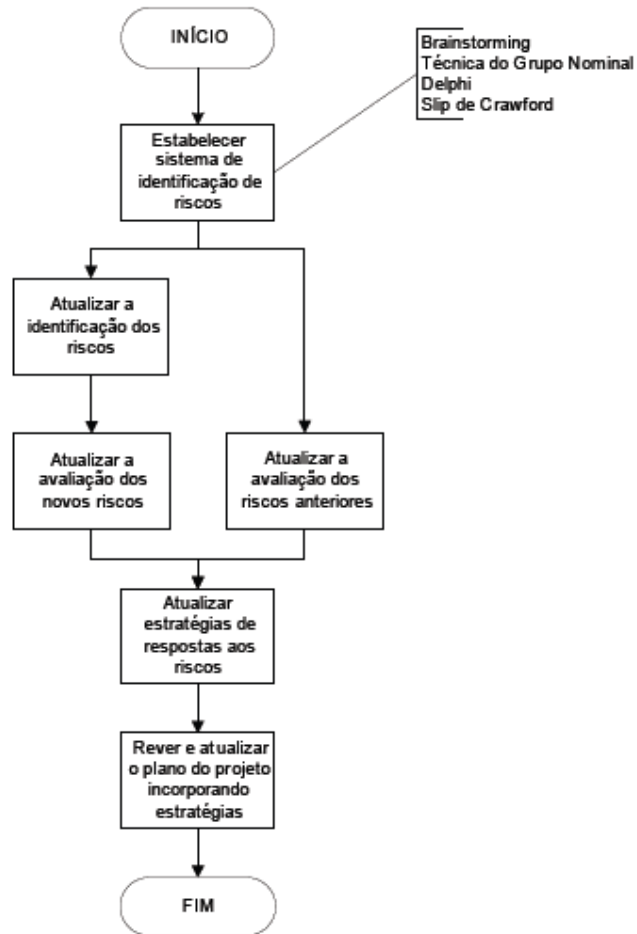 INÍCIO
Brainstorming
Técnica do Grupo Nominal
Delphi
Slip de Crawford
Estabelecer
sistema de
identificação de
riscos
Atualizar a
identificação dos
riscos
Atualizar a
avaliação dos
novos riscos
Atualizar a
avaliação dos
riscos anteriores
Atualizar
estratégias de
respostas aos
riscos
Rever e atualizar
o plano do projeto
incorporando
estratégias
FIM